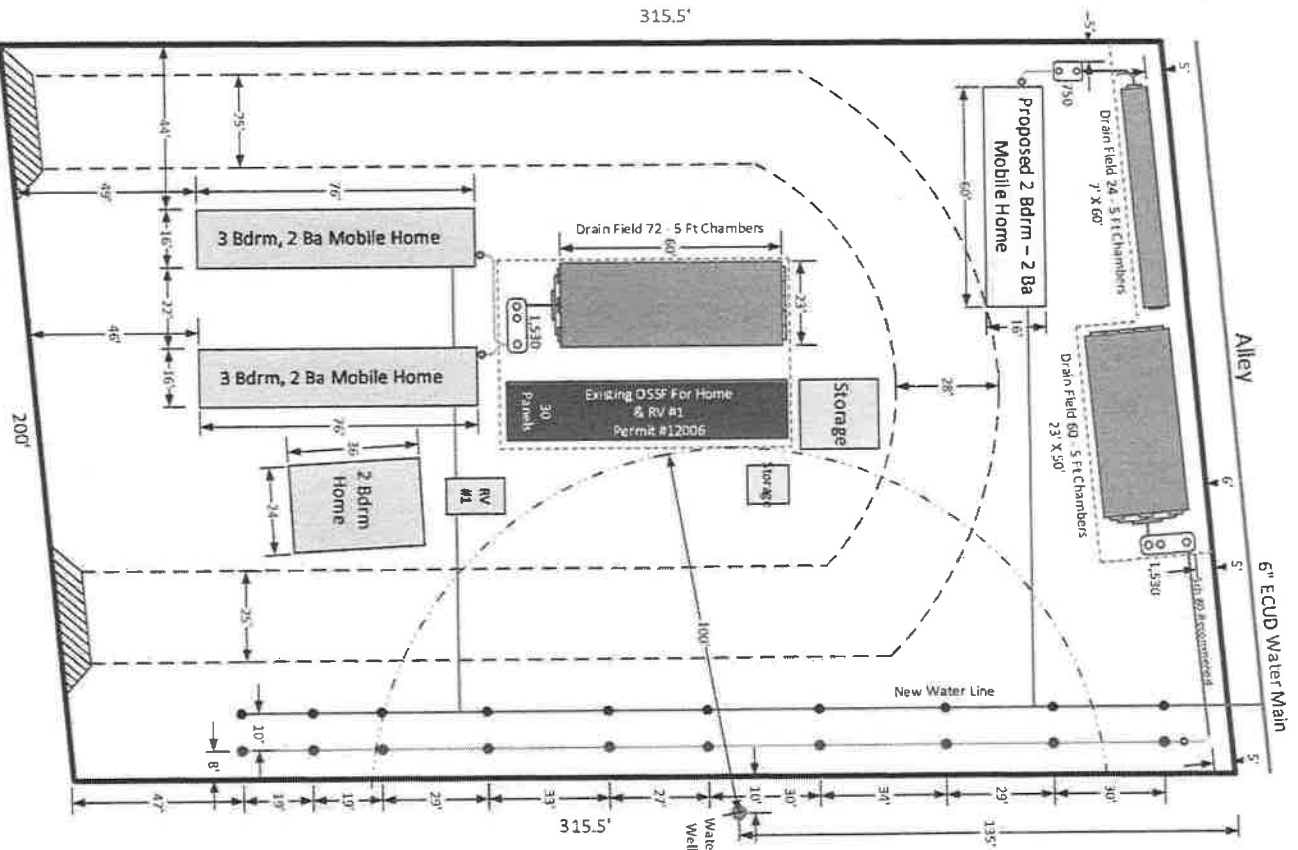 315.5'
5'
5'
750
Drain Field 24 - 5 Ft Chambers
7' X 60'
Proposed 2 Bdrm – 2 Ba
Mobile Home
60'
16'
Alley
25'
44'
49'
76'
3 Bdrm, 2 Ba Mobile Home
16'
22'
46'
3 Bdrm, 2 Ba Mobile Home
16'
76'
Drain Field 72 - 5 Ft Chambers
60'
23'
1,530
Existing OSSF For Home
& RV #1
Permit #12006
30
Panels
Storage
Storage
28'
Drain Field 60 - 5 Ft Chambers
23' X 50'
6'
5'
1,530
6" ECUD Water Main
200'
36
24
2 Bdrm
Home
RV
#1
100'
25'
New Water Line
10'
8'
5'
47'
19'
19'
29'
33'
27'
10'
30'
34'
29'
30'
135'
315.5'
Water
Well